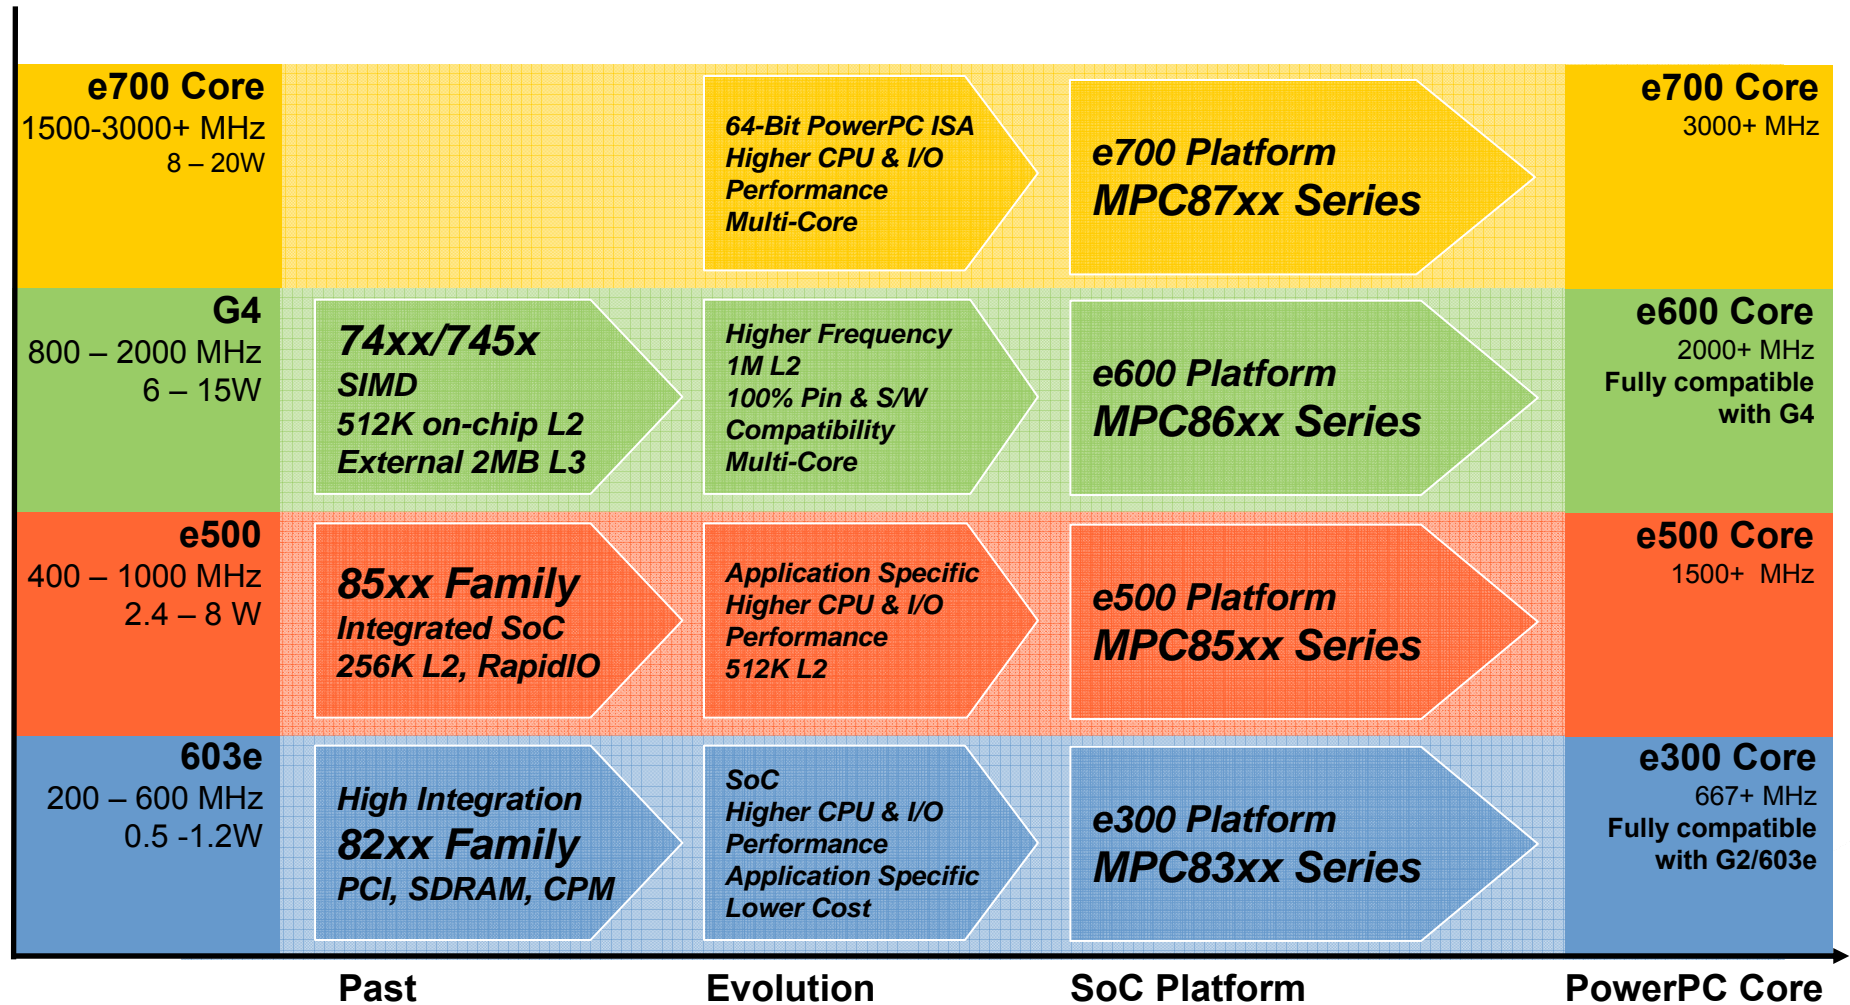 e700 Core
1500-3000+ MHz
8 – 20W
64-Bit PowerPC ISA
Higher CPU & I/O
Performance
Multi-Core
e700 Platform
MPC87xx Series
e700 Core
3000+ MHz
G4
800 – 2000 MHz
6 – 15W
74xx/745x
SIMD
512K on-chip L2
External 2MB L3
Higher Frequency
1M L2
100% Pin & S/W
Compatibility
Multi-Core
e600 Platform
MPC86xx Series
e600 Core
2000+ MHz
Fully compatible
with G4
e500
400 – 1000 MHz
2.4 – 8 W
85xx Family
Integrated SoC
256K L2, RapidIO
Application Specific
Higher CPU & I/O
Performance
512K L2
e500 Platform
MPC85xx Series
e500 Core
1500+ MHz
603e
200 – 600 MHz
0.5 -1.2W
High Integration
82xx Family
PCI, SDRAM, CPM
SoC
Higher CPU & I/O
Performance
Application Specific
Lower Cost
e300 Platform
MPC83xx Series
e300 Core
667+ MHz
Fully compatible
with G2/603e
Past
Evolution
SoC Platform
PowerPC Core